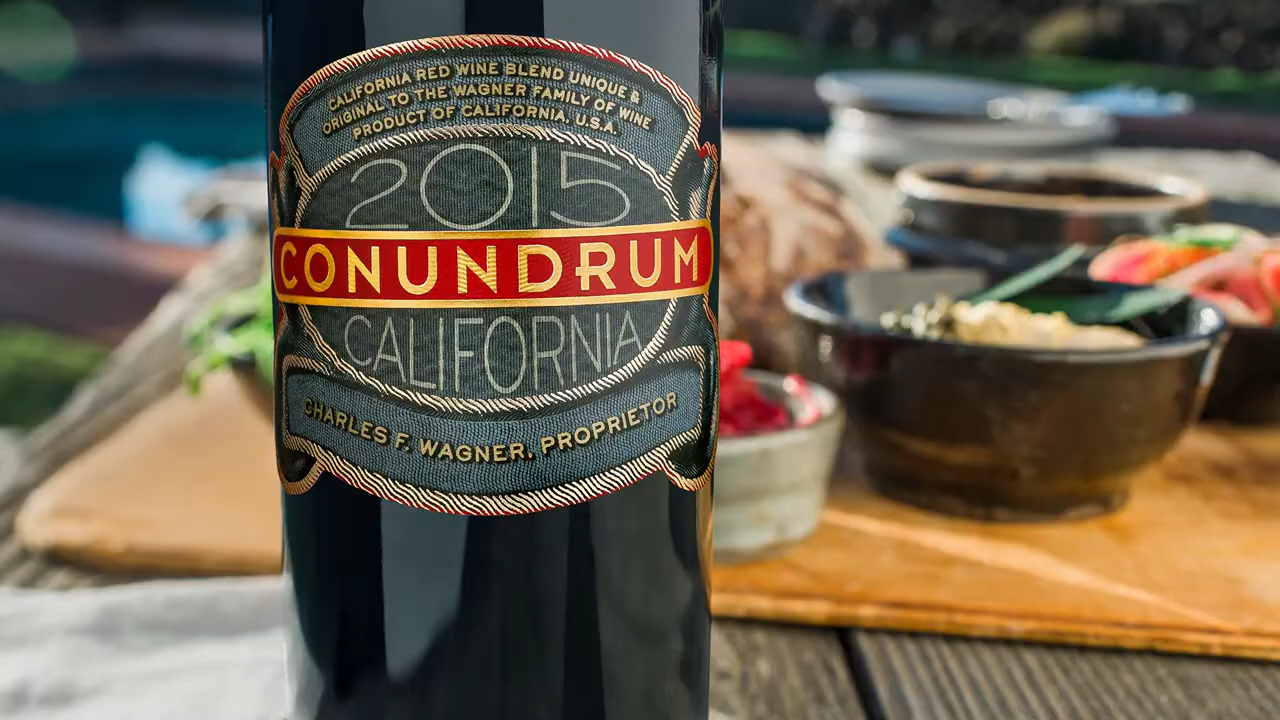 CALIFORNIA RED WINE BLEND UNIQUE &
ORIGINAL TO THE WAGNER FAMILY OF WINE
PRODUCT OF CALIFORNIA, U.S.A.
2015
CONUNDRUM
CALIFORNIA
CHARLES F. WAGNER, PROPRIETOR